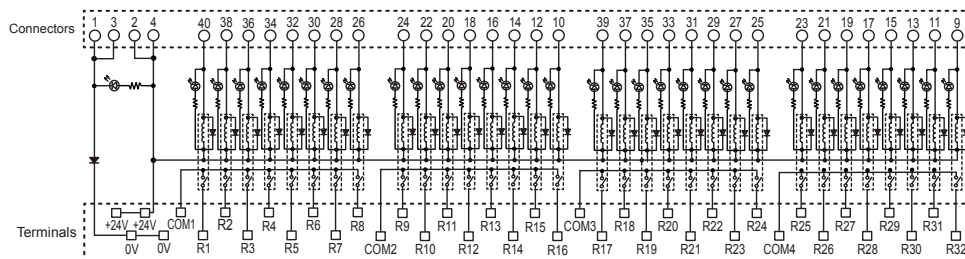 Connectors
1 3 2 4 40 38 36 34 32 30 28 26 24 22 20 18 16 14 12 10 39 37 35 33 31 29 27 25 23 21 19 17 15 13 11 9
Terminals
+24V +24V COM1 R2 R4 R6 R8 R9 R11 R13 R15 COM3 R18 R20 R22 R24 R25 R27 R29 R31
0V 0V R1 R3 R5 R7 COM2 R10 R12 R14 R16 R17 R19 R21 R23 COM4 R26 R28 R30 R32